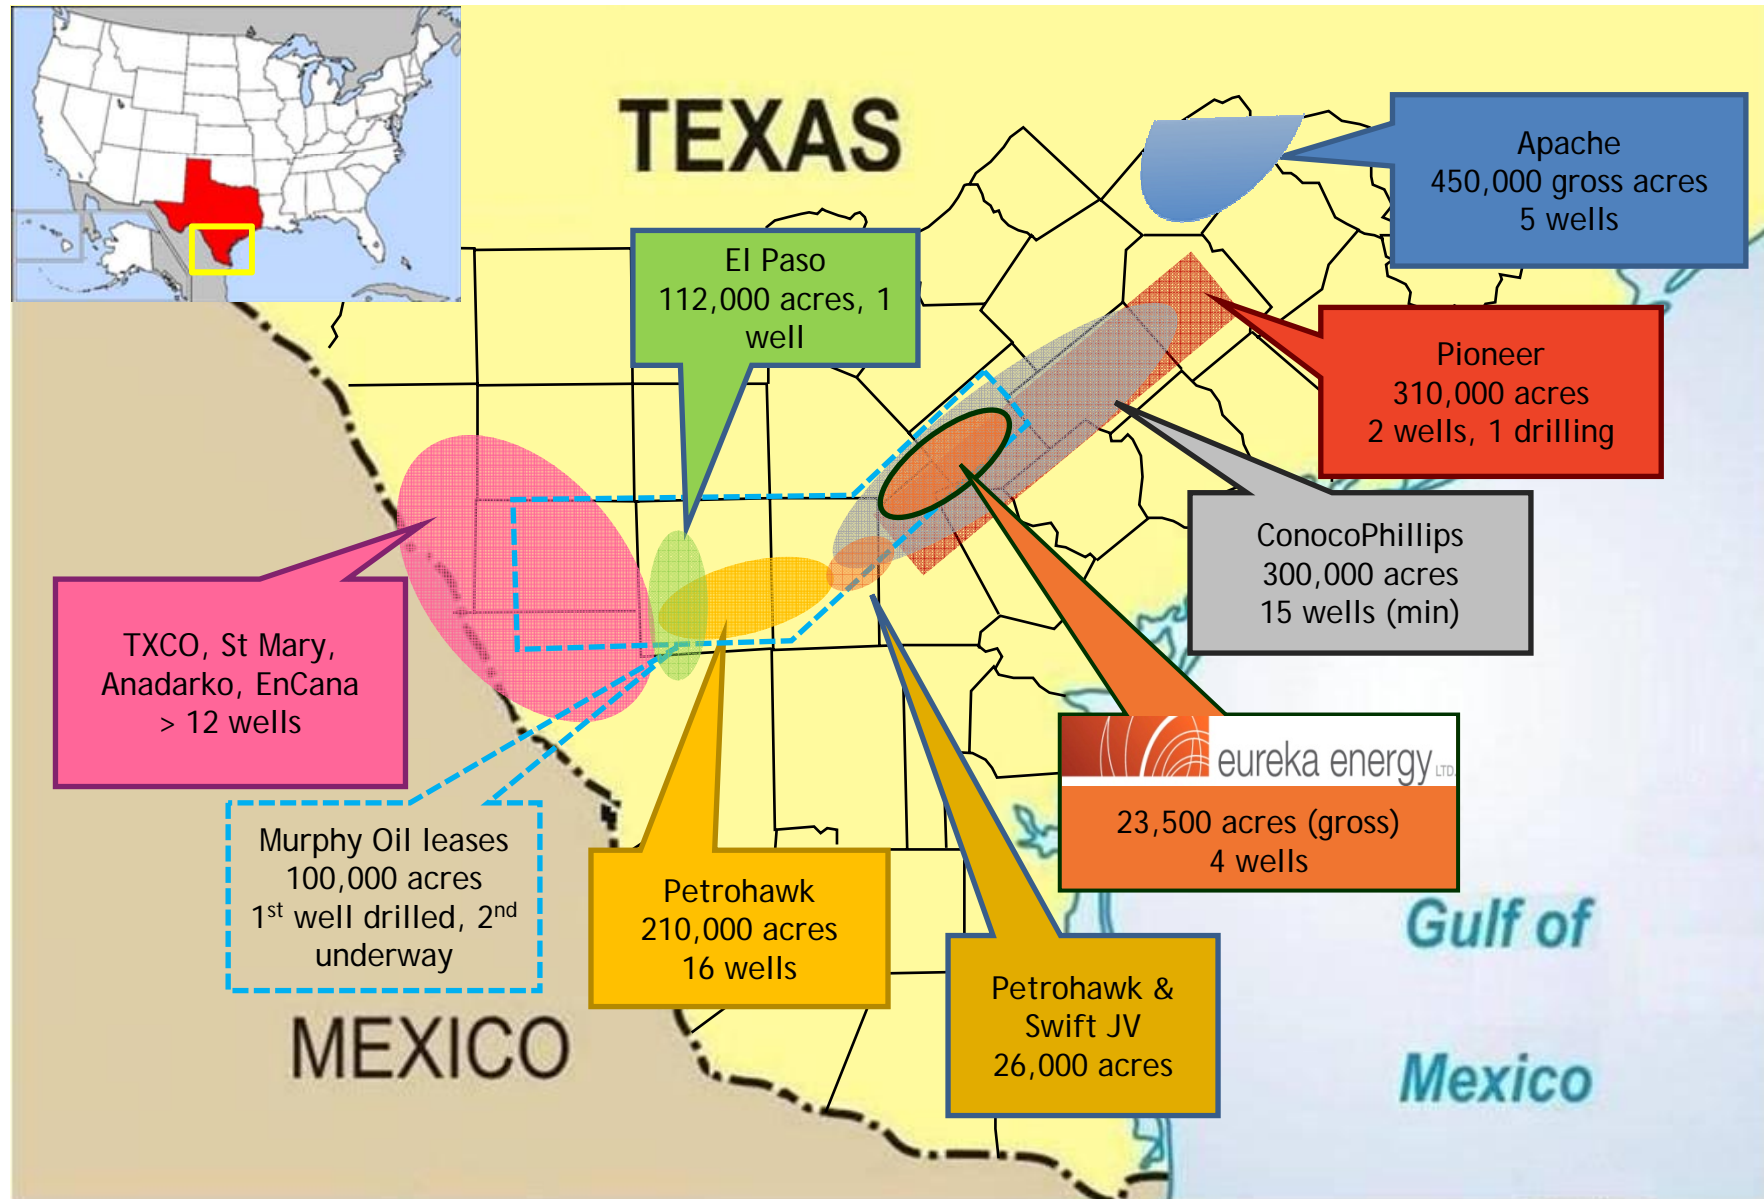 TEXAS
Apache
450,000 gross acres
5 wells
El Paso
112,000 acres, 1
well
Pioneer
310,000 acres
2 wells, 1 drilling
ConocoPhillips
300,000 acres
15 wells (min)
TXCO, St Mary,
Anadarko, EnCana
> 12 wells
eureka energy LTD.
23,500 acres (gross)
4 wells
Murphy Oil leases
100,000 acres
1st well drilled, 2nd
underway
Petrohawk
210,000 acres
16 wells
Petrohawk &
Swift JV
26,000 acres
Gulf of
Mexico
MEXICO